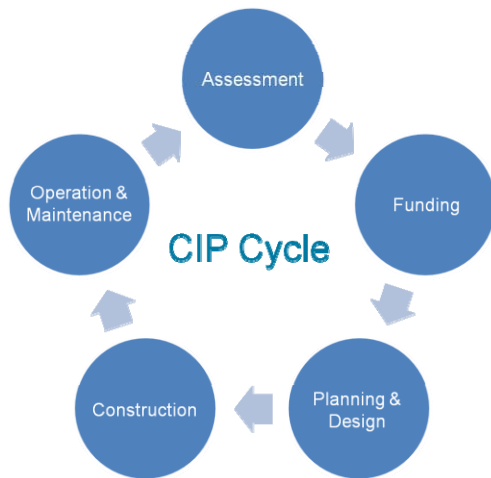 Assessment
Funding
Planning &
Design
Construction
Operation &
Maintenance
CIP Cycle